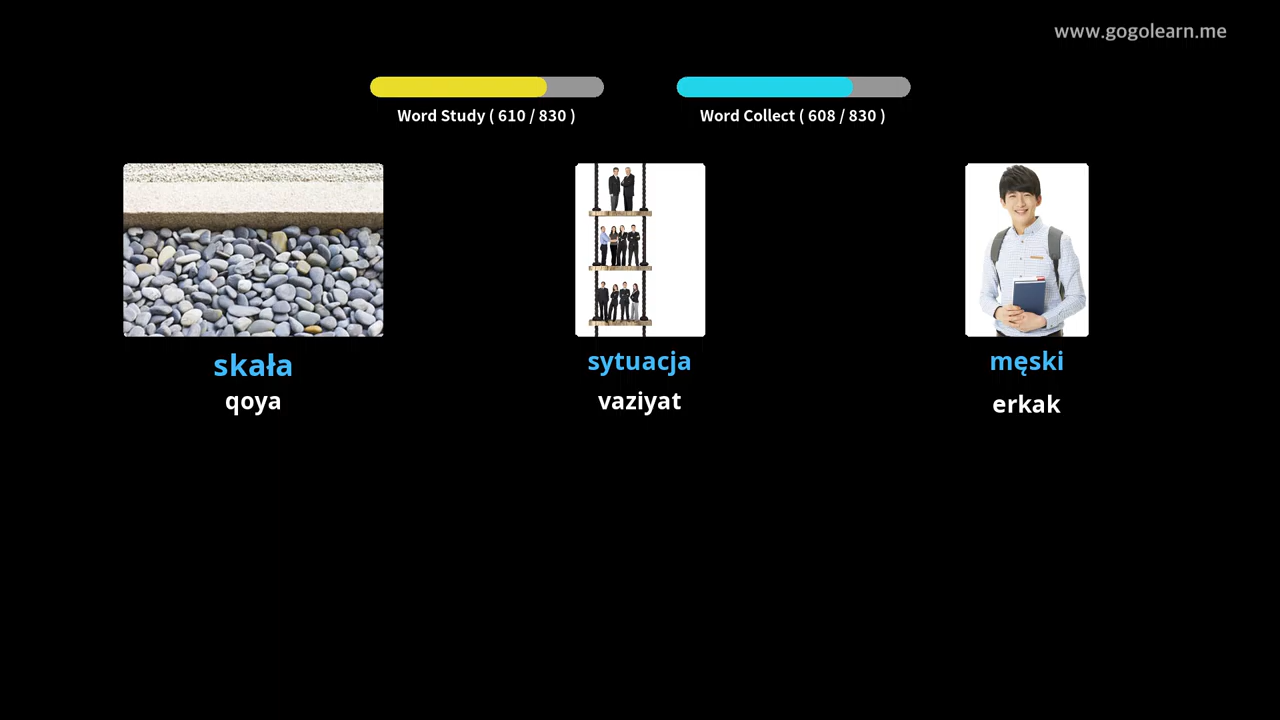 www.gogolearn.me
Word Study ( 610 / 830 )
Word Collect ( 608 / 830 )
skała
sytuacja
męski
qoya
vaziyat
erkak